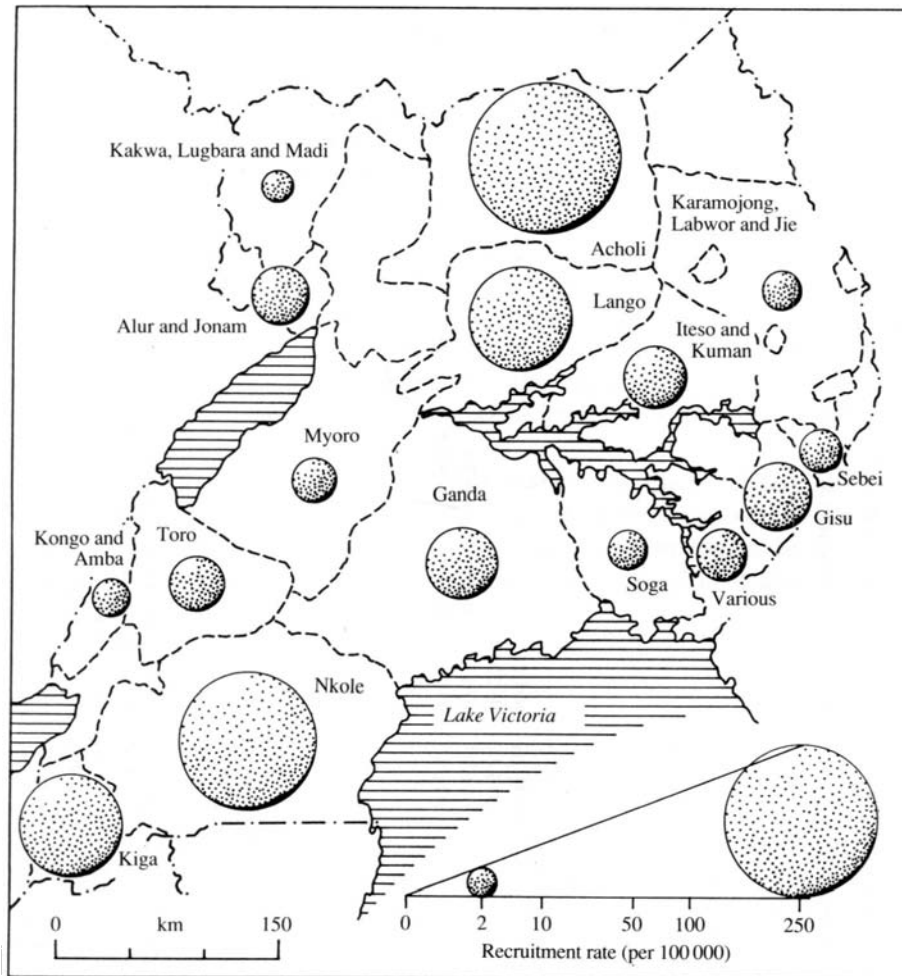 Kakwa, Lugbara and Madi
Karamojong,
Labwor and Jie
Acholi
Lango
Alur and Jonam
Iteso and
Kuman
Myoro
Ganda
Sebei
Gisu
Kongo and
Amba
Toro
Soga
Various
Nkole
Lake Victoria
Kiga
0 km 150
0 2 10 50 100 250
Recruitment rate (per 100 000)